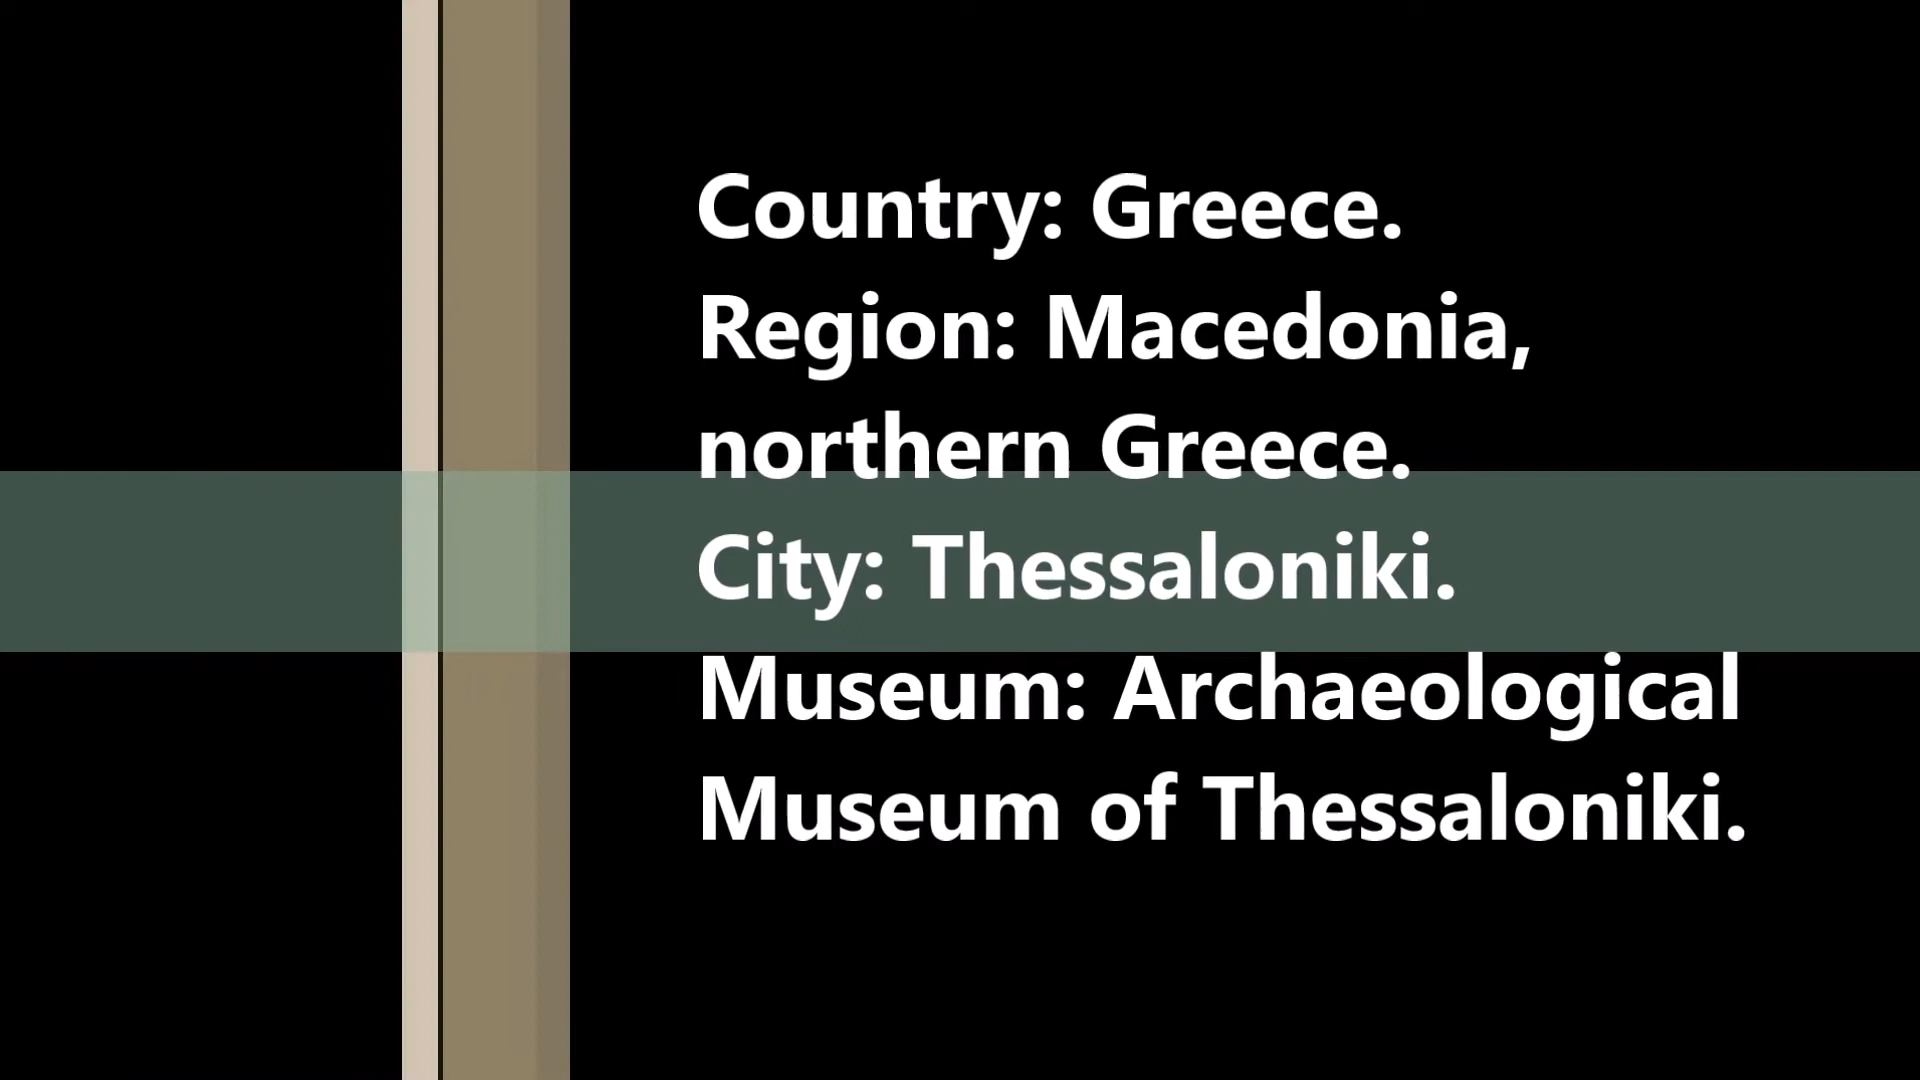 Country: Greece.
Region: Macedonia,
northern Greece.
City: Thessaloniki.
Museum: Archaeological
Museum of Thessaloniki.